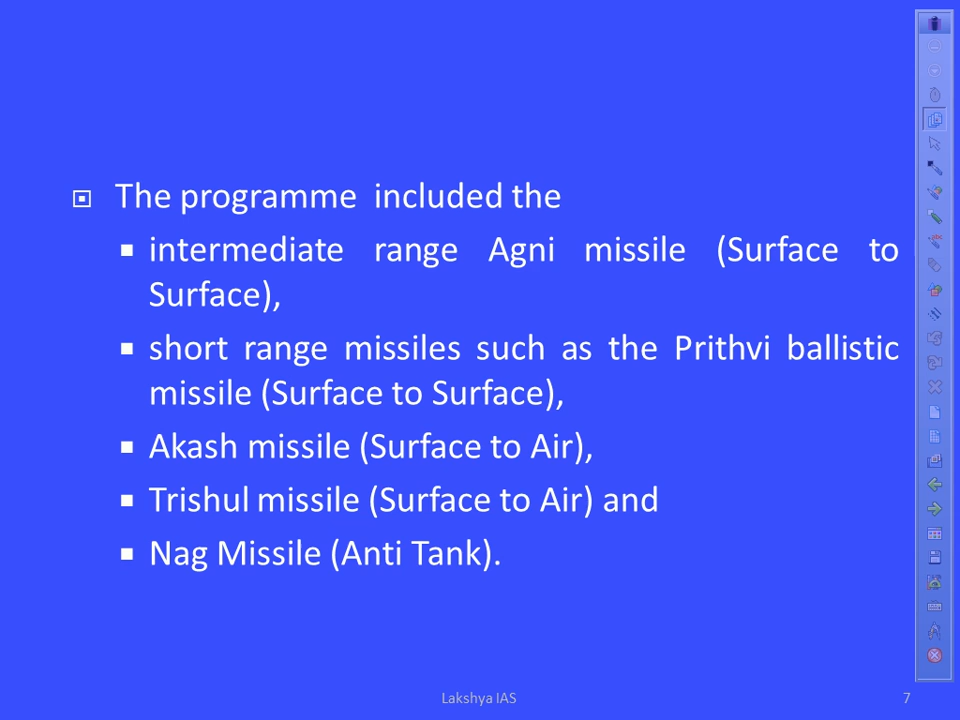 The programme included the
intermediate range Agni missile (Surface to
Surface),
short range missiles such as the Prithvi ballistic
missile (Surface to Surface),
Akash missile (Surface to Air),
Trishul missile (Surface to Air) and
Nag Missile (Anti Tank).
Lakshya IAS
7